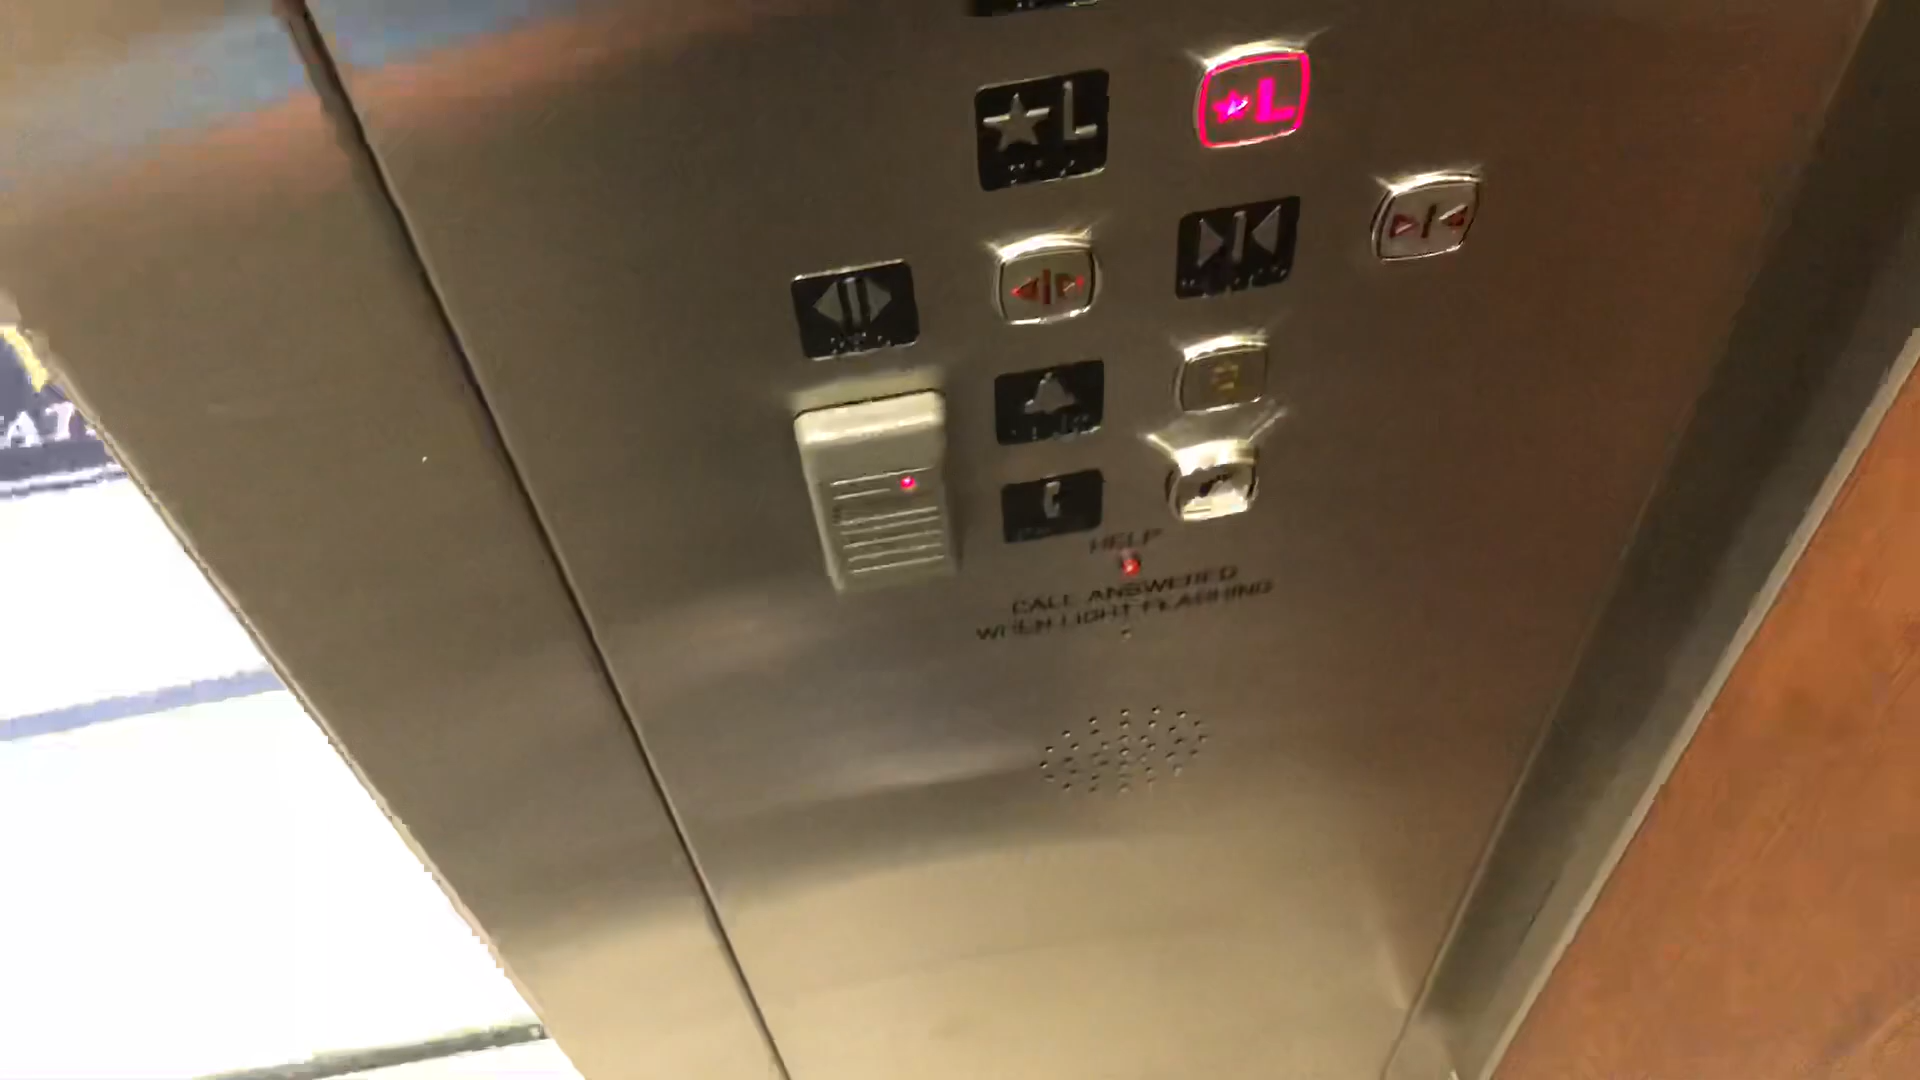 ★L ★L
HELP
CALL ANSWERED
WHEN LIGHT FLASHING